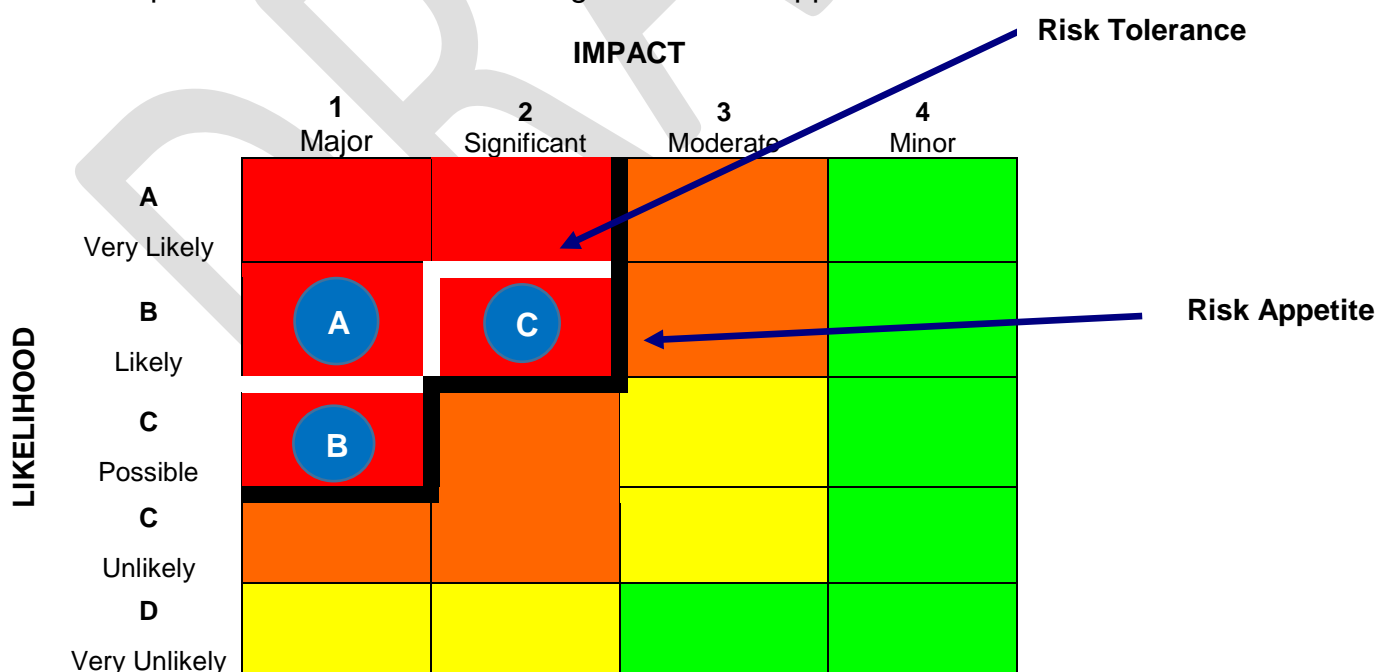 Risk Tolerance
IMPACT
1 2 3 4
Major Significant Moderate Minor
A
Very Likely
B
Likely
A C
Risk Appetite
LIKELIHOOD
C
Possible
B
C
Unlikely
D
Very Unlikely